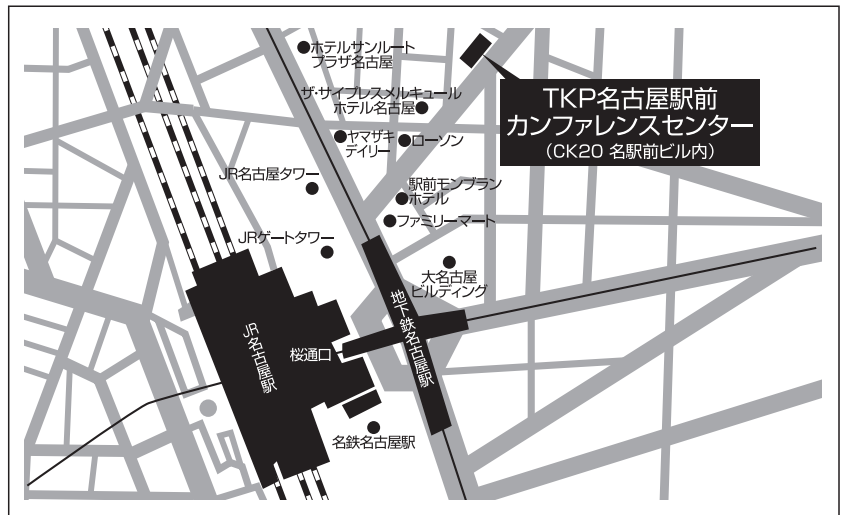 ホテルサンルート
プラザ名古屋
ザ・サイプレスメルキュール
ホテル名古屋
TKP名古屋駅前
カンファレンスセンター
(CK20 名駅前ビル内)
ヤマザキ
デイリー
ローソン
JR名古屋タワー
駅前モンブラン
ホテル
ファミリーマート
JRゲートタワー
大名古屋
ビルディング
地下鉄名古屋駅
JR名古屋駅
桜通口
名鉄名古屋駅